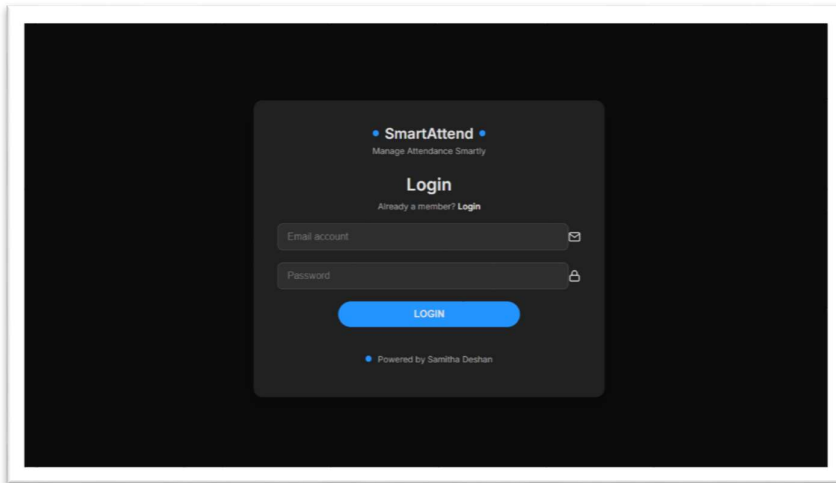 SmartAttend
Manage Attendance Smartly
Login
Already a member? Login
Email account
Password
LOGIN
Powered by Samitha Deshan